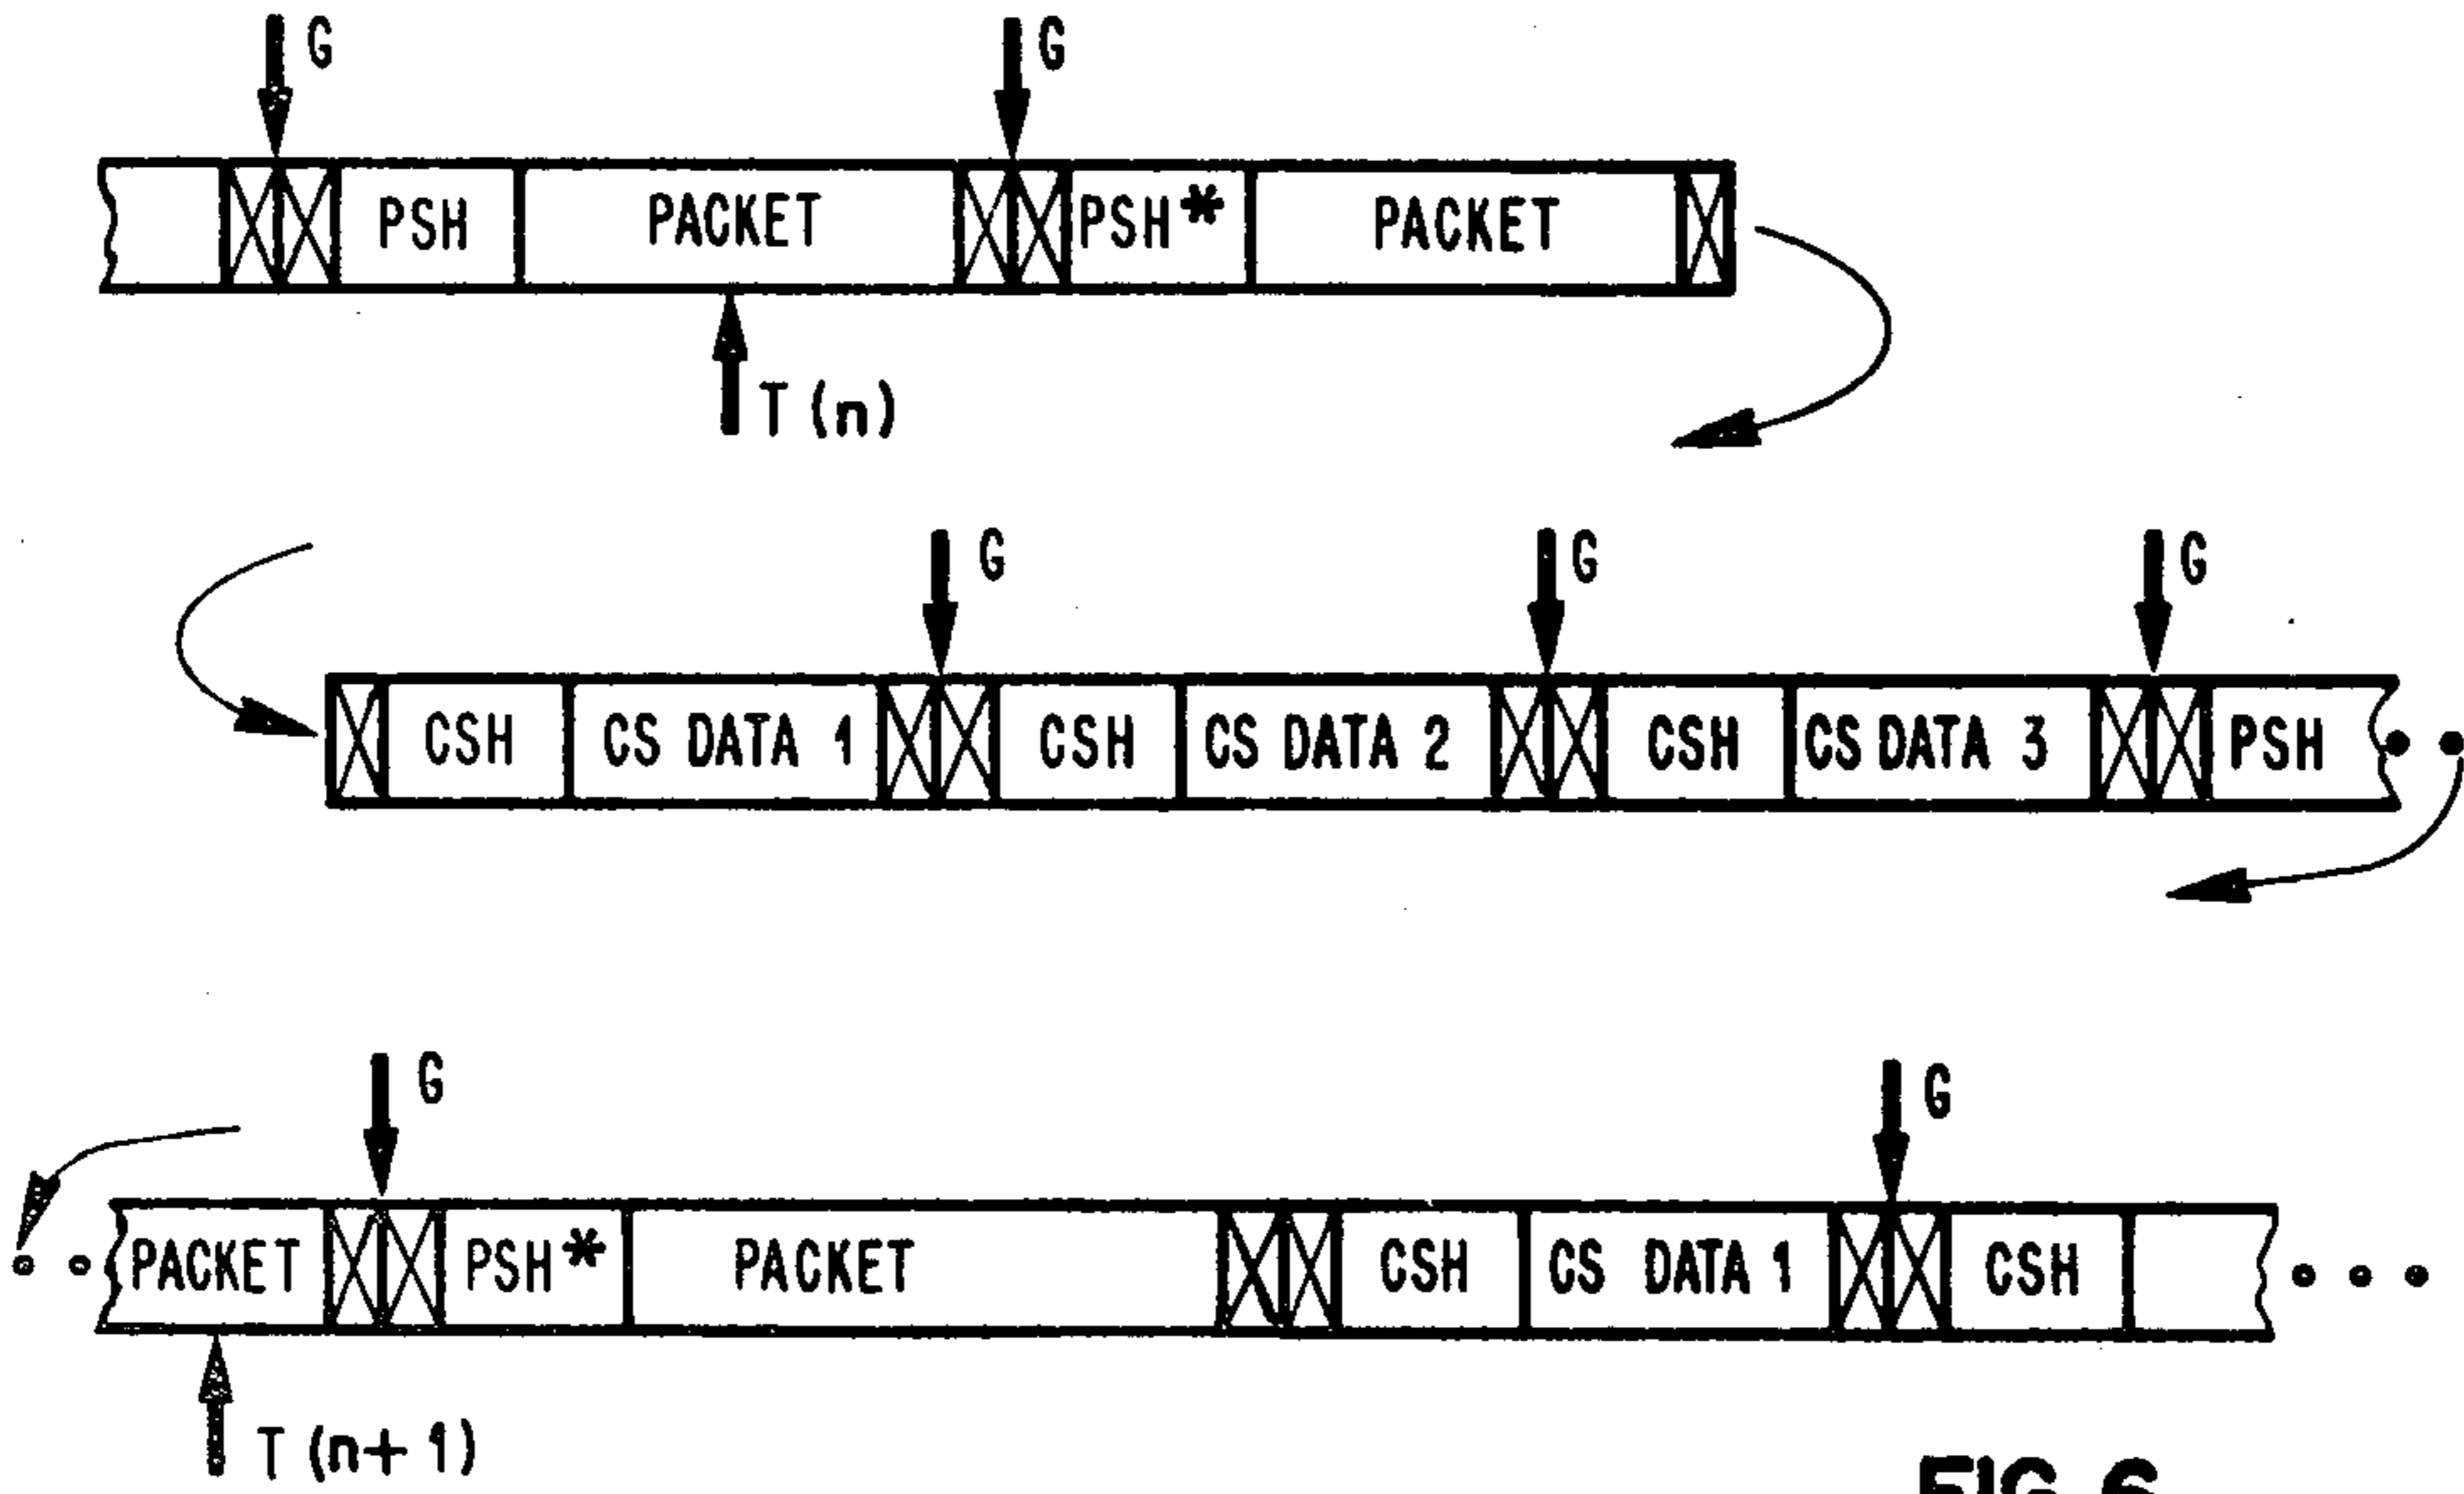 G G
PSH PACKET PSH* PACKET
T (n)
G G G
CSH CS DATA 1 CSH CS DATA 2 CSH CS DATA 3 PSH
G G
PACKET PSH* PACKET CSH CS DATA 1 CSH
T (n+1)
FIG. 6